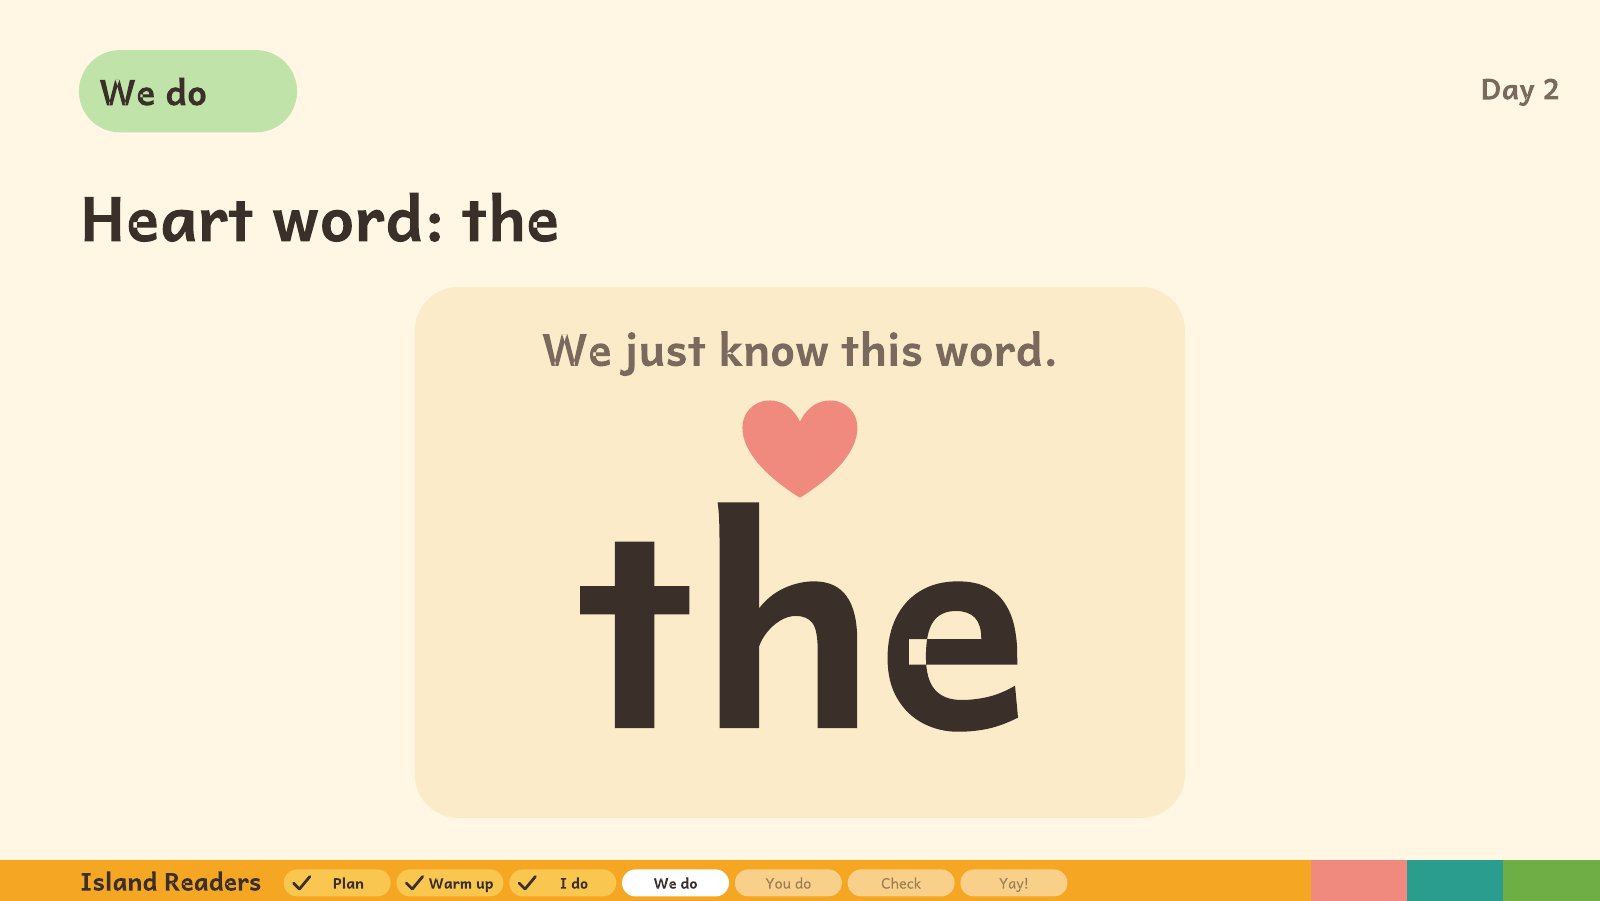 We do
Day 2
Heart word: the
We just know this word.
the
Island Readers
Plan
Warm up
I do
We do
You do
Check
Yay!